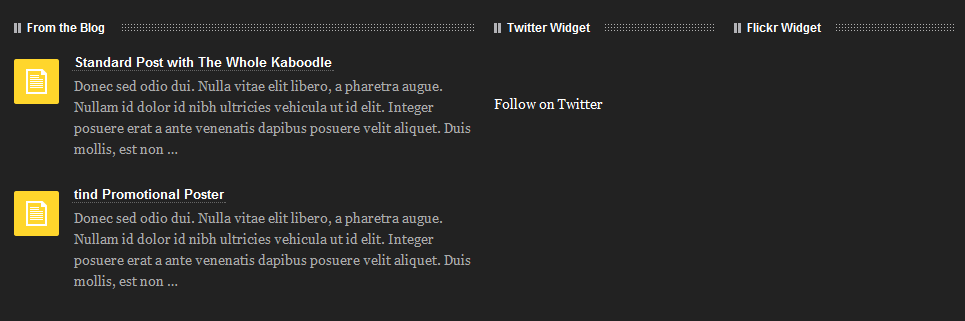 From the Blog
Standard Post with The Whole Kaboodle
Donec sed odio dui. Nulla vitae elit libero, a pharetra augue.
Nullam id dolor id nibh ultricies vehicula ut id elit. Integer
posuere erat a ante venenatis dapibus posuere velit aliquet. Duis
mollis, est non ...
tind Promotional Poster
Donec sed odio dui. Nulla vitae elit libero, a pharetra augue.
Nullam id dolor id nibh ultricies vehicula ut id elit. Integer
posuere erat a ante venenatis dapibus posuere velit aliquet. Duis
mollis, est non ...
Twitter Widget
Follow on Twitter
Flickr Widget